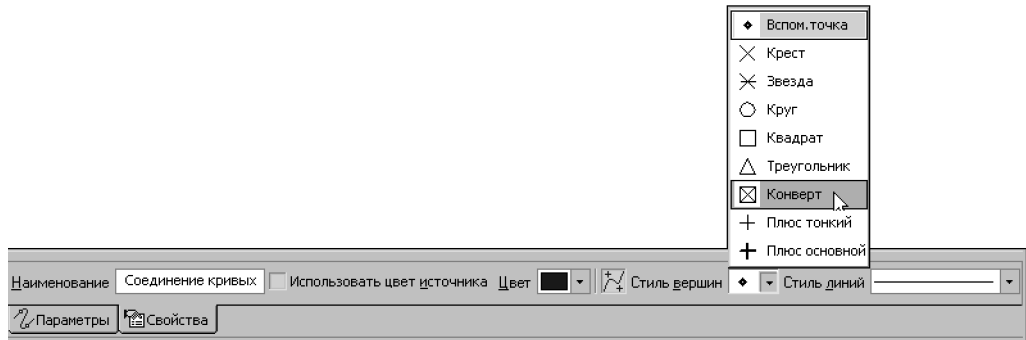 Вспом.точка
Крест
Звезда
Круг
Квадрат
Треугольник
Конверт
Плюс тонкий
Плюс основной
Наименование Соединение кривых Использовать цвет источника Цвет Стиль вершин Стиль линий
Параметры Свойства